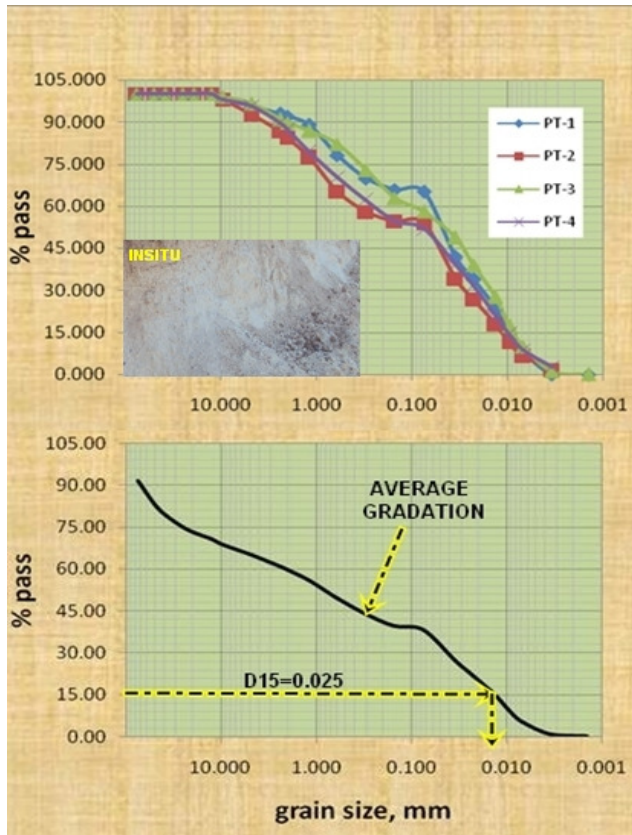 105.000
90.000
75.000
60.000
45.000
30.000
15.000
0.000
% pass
PT-1
PT-2
PT-3
PT-4
INSITU
10.000 1.000 0.100 0.010 0.001
105.00
90.00
75.00
60.00
45.00
30.00
15.00
0.00
% pass
AVERAGE
GRADATION
D15=0.025
10.000 1.000 0.100 0.010 0.001
grain size, mm